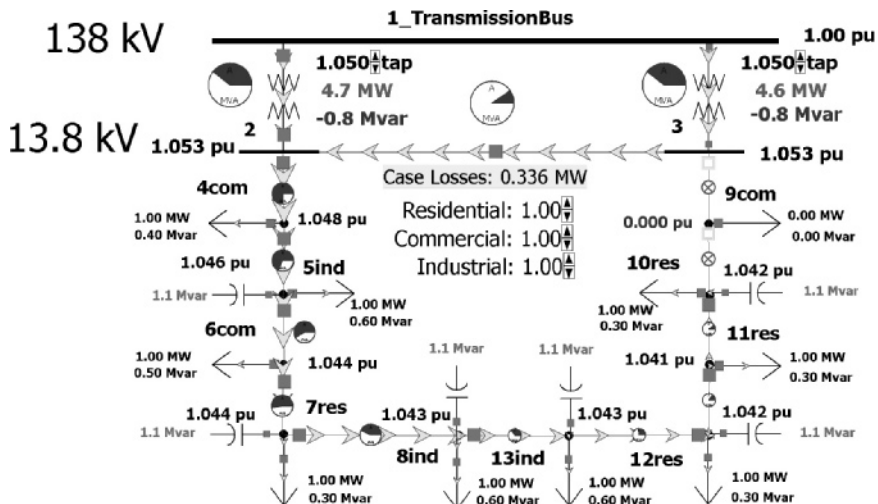 1_TransmissionBus
138 kV
1.00 pu
1.050 tap
1.050 tap
A
MVA
A
MVA
A
MVA
4.7 MW
4.6 MW
-0.8 Mvar
-0.8 Mvar
2
3
13.8 kV
1.053 pu
1.053 pu
Case Losses: 0.336 MW
4com
9com
1.00 MW
0.40 Mvar
1.048 pu
Residential: 1.00
0.000 pu
0.00 MW
0.00 Mvar
Commercial: 1.00
1.046 pu
5ind
Industrial: 1.00
10res
1.042 pu
1.1 Mvar
1.00 MW
0.60 Mvar
1.1 Mvar
1.00 MW
0.30 Mvar
6com
11res
1.1 Mvar
1.1 Mvar
1.00 MW
0.50 Mvar
1.044 pu
1.041 pu
1.00 MW
0.30 Mvar
1.044 pu
7res
1.043 pu
1.043 pu
1.042 pu
1.1 Mvar
1.1 Mvar
8ind
13ind
12res
1.00 MW
0.30 Mvar
1.00 MW
0.60 Mvar
1.00 MW
0.60 Mvar
1.00 MW
0.30 Mvar